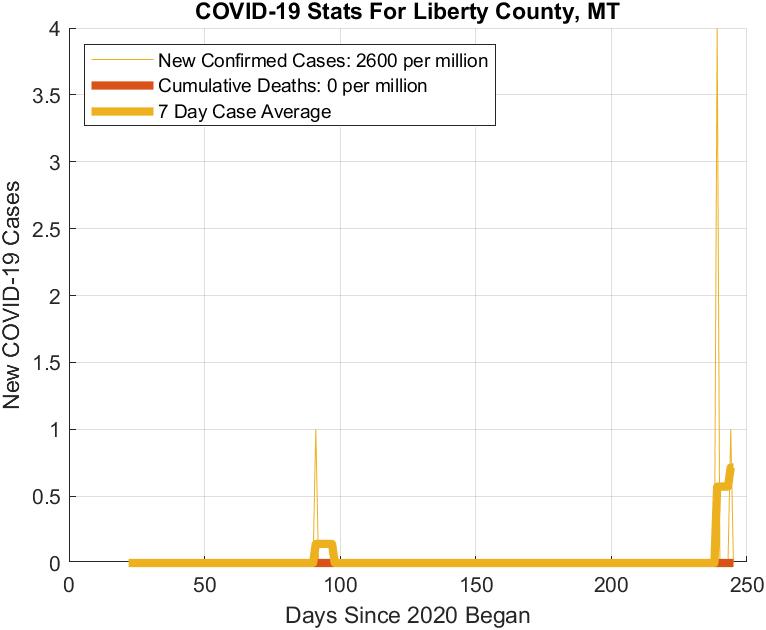 COVID-19 Stats For Liberty County, MT
New Confirmed Cases: 2600 per million
Cumulative Deaths: 0 per million
7 Day Case Average
New COVID-19 Cases
4
3.5
3
2.5
2
1.5
1
0.5
0
0 50 100 150 200 250
Days Since 2020 Began